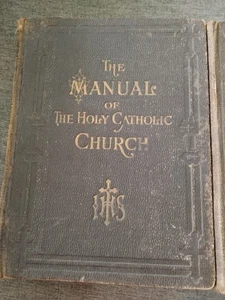 THE
MANUAL
OF
THE HOLY CATHOLIC
CHURCH
IHS